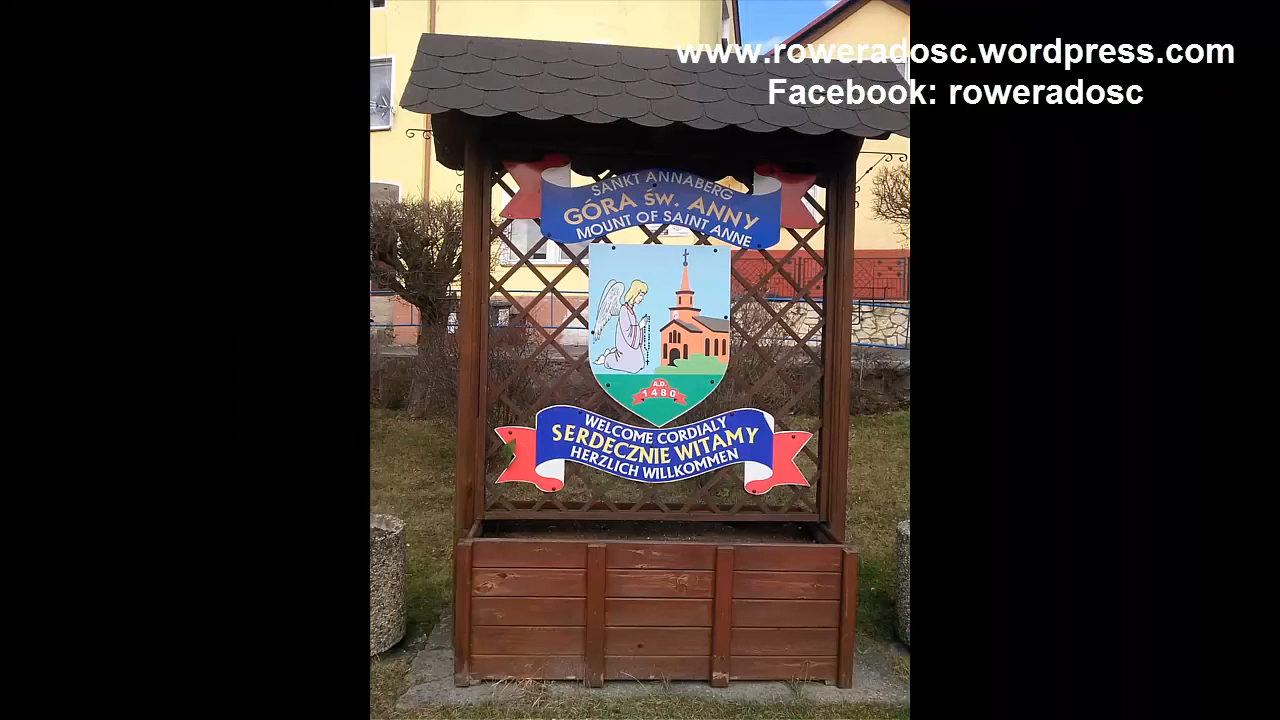 www.roweradosc.wordpress.com
Facebook: roweradosc
SANKT ANNABERG
GÓRA ŚW. ANNY
MOUNT OF SAINT ANNE
A.D.
1480
WELCOME CORDIALY
SERDECZNIE WITAMY
HERZLICH WILLKOMMEN